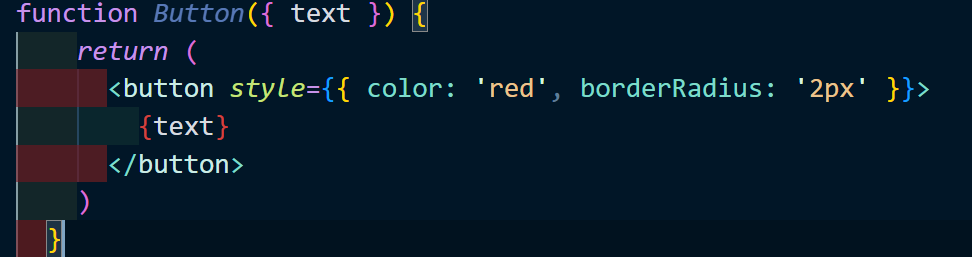 function Button({ text }) {
    return (
      <button style={{ color: 'red', borderRadius: '2px' }}>
        {text}
      </button>
    )
  }